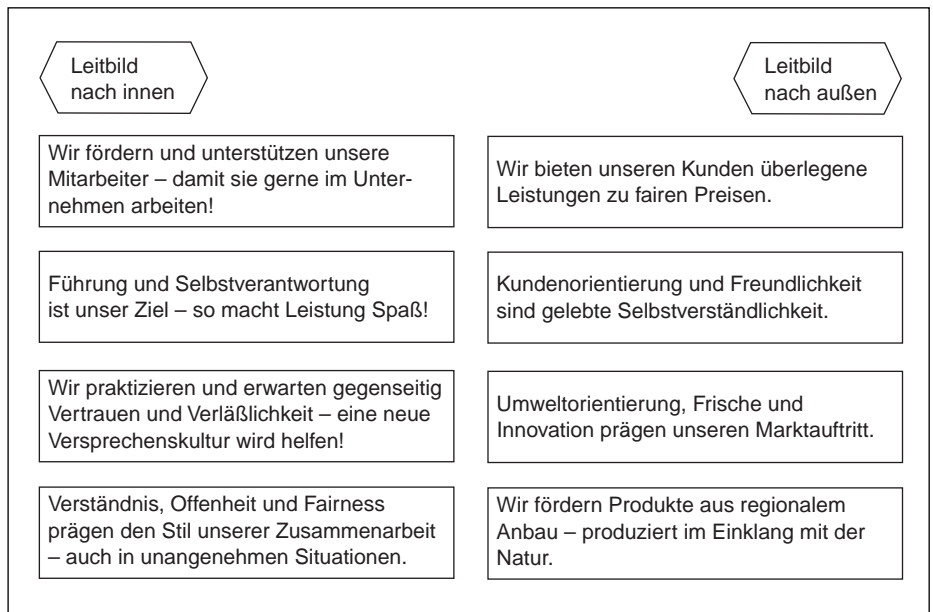 Leitbild
nach innen
Leitbild
nach außen
Wir fördern und unterstützen unsere
Mitarbeiter – damit sie gerne im Unter-
nehmen arbeiten!
Wir bieten unseren Kunden überlegene
Leistungen zu fairen Preisen.
Führung und Selbstverantwortung
ist unser Ziel – so macht Leistung Spaß!
Kundenorientierung und Freundlichkeit
sind gelebte Selbstverständlichkeit.
Wir praktizieren und erwarten gegenseitig
Vertrauen und Verläßlichkeit – eine neue
Versprechenskultur wird helfen!
Umweltorientierung, Frische und
Innovation prägen unseren Marktauftritt.
Verständnis, Offenheit und Fairness
prägen den Stil unserer Zusammenarbeit
– auch in unangenehmen Situationen.
Wir fördern Produkte aus regionalem
Anbau – produziert im Einklang mit der
Natur.